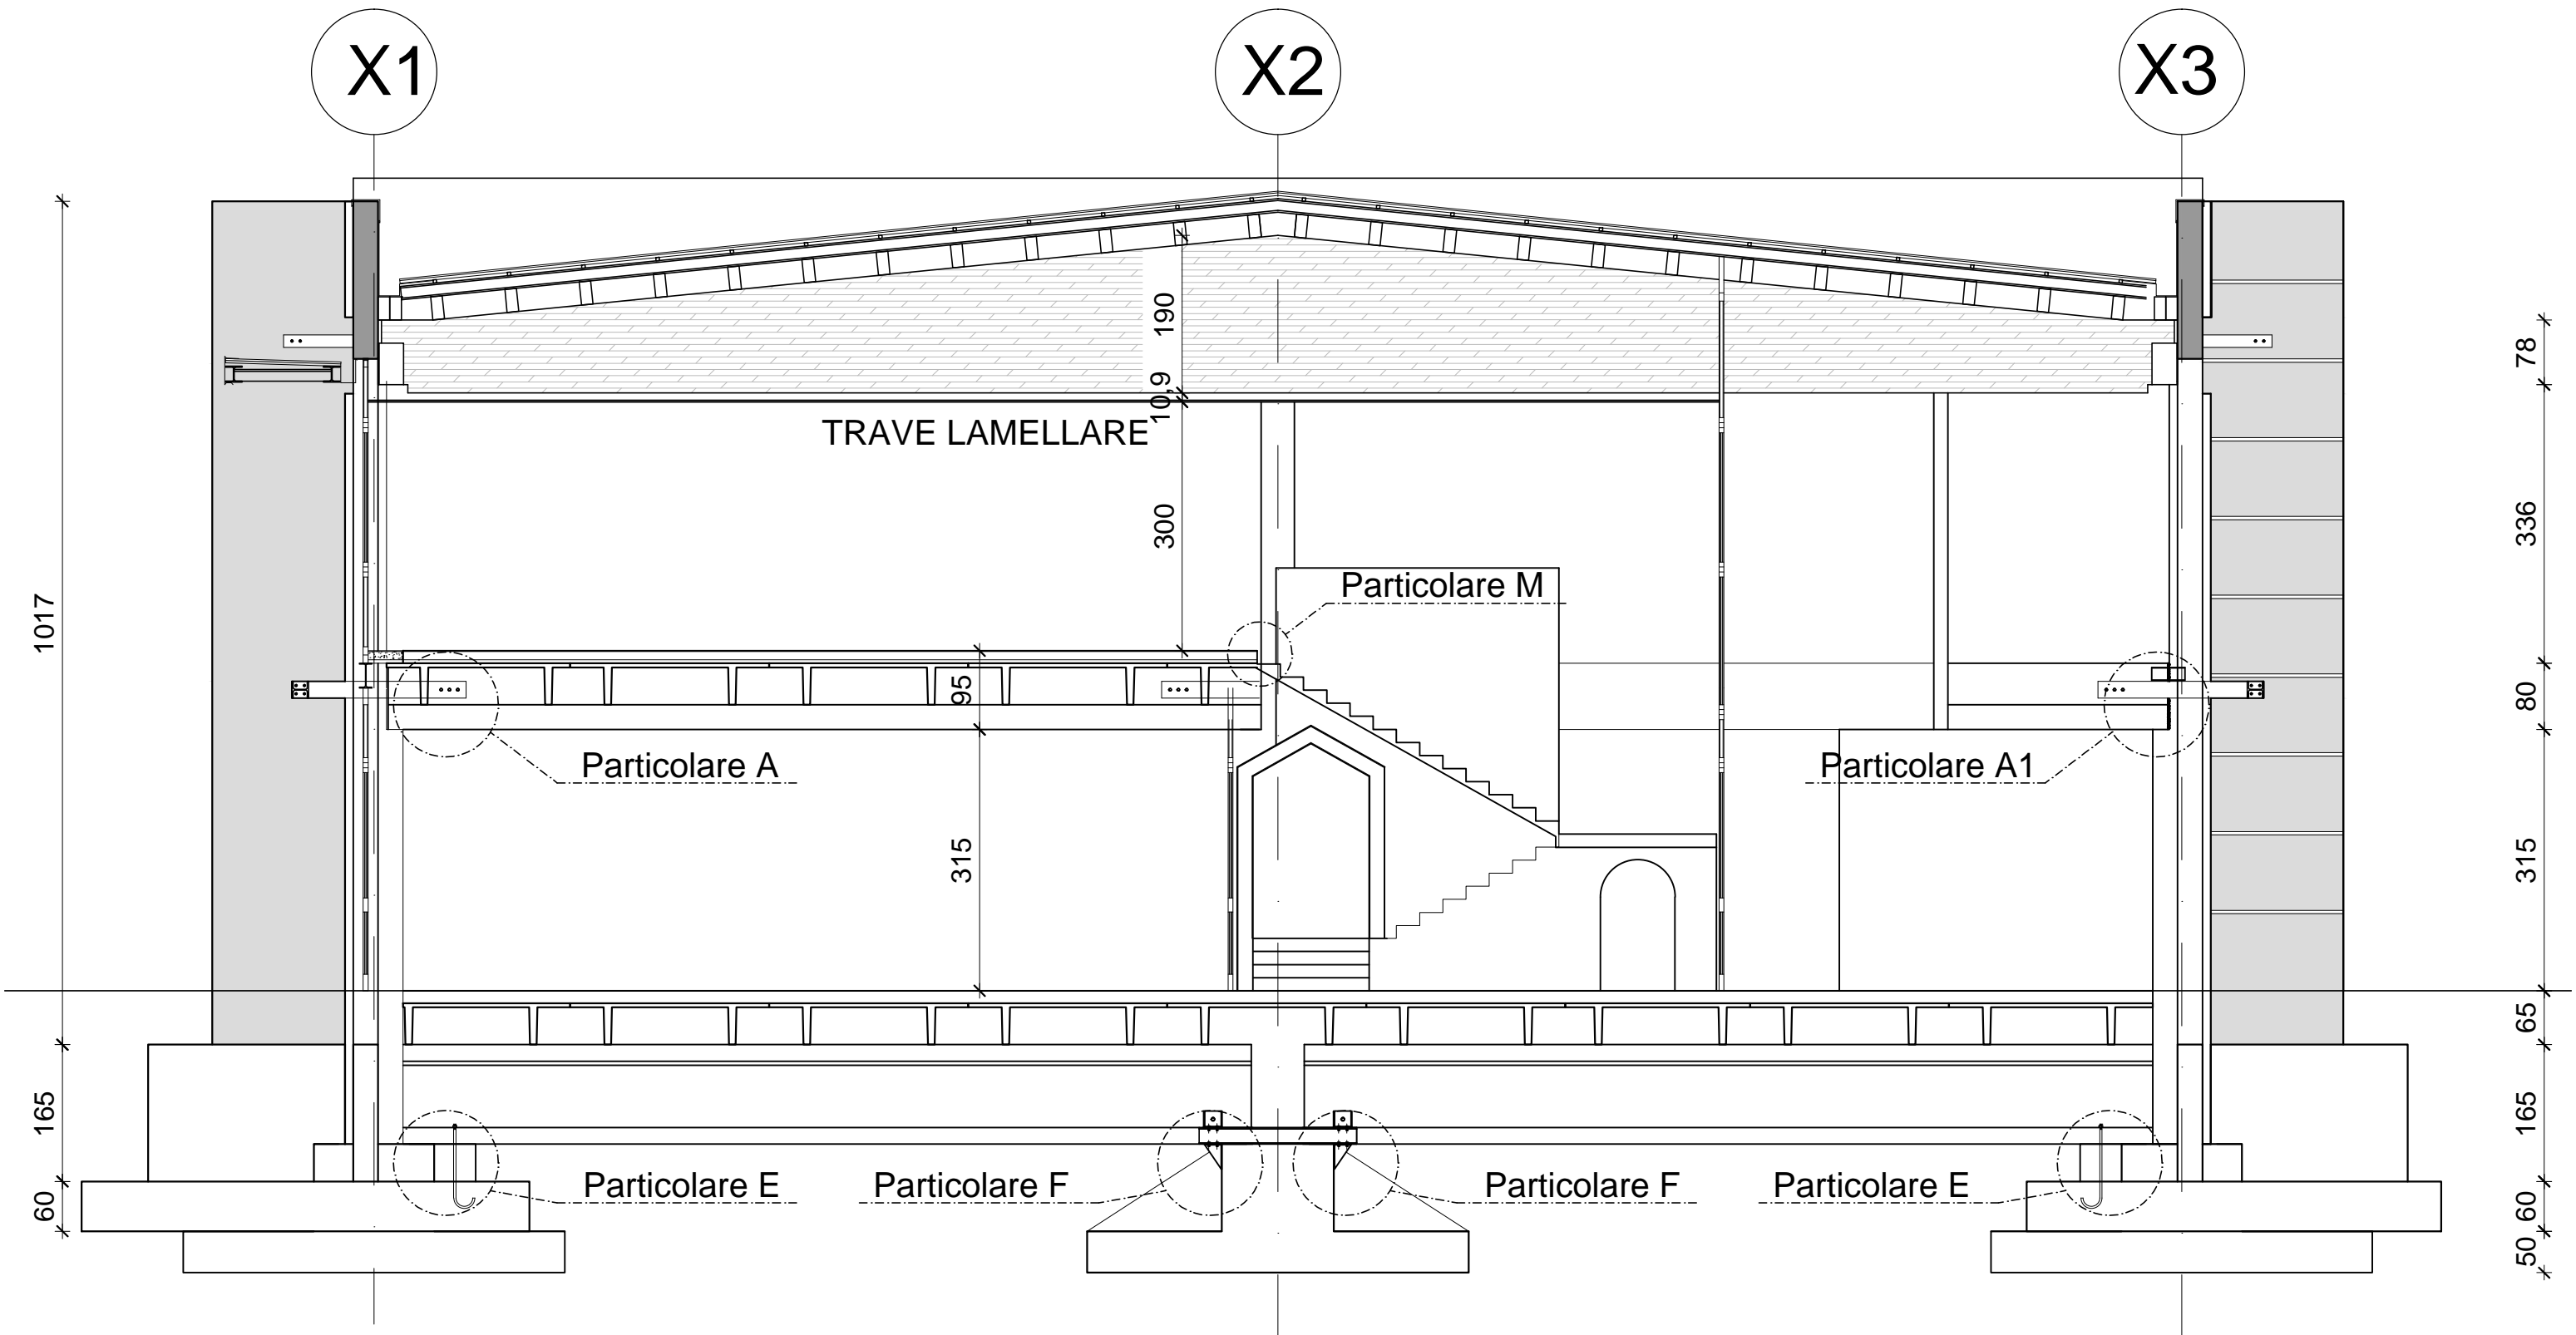 X1
X2
X3
190
78
10,9
TRAVE LAMELLARE
336
300
Particolare M
1017
95
80
Particolare A
Particolare A1
315
315
65
165
165
Particolare E
Particolare F
Particolare F
Particolare E
60
60
50